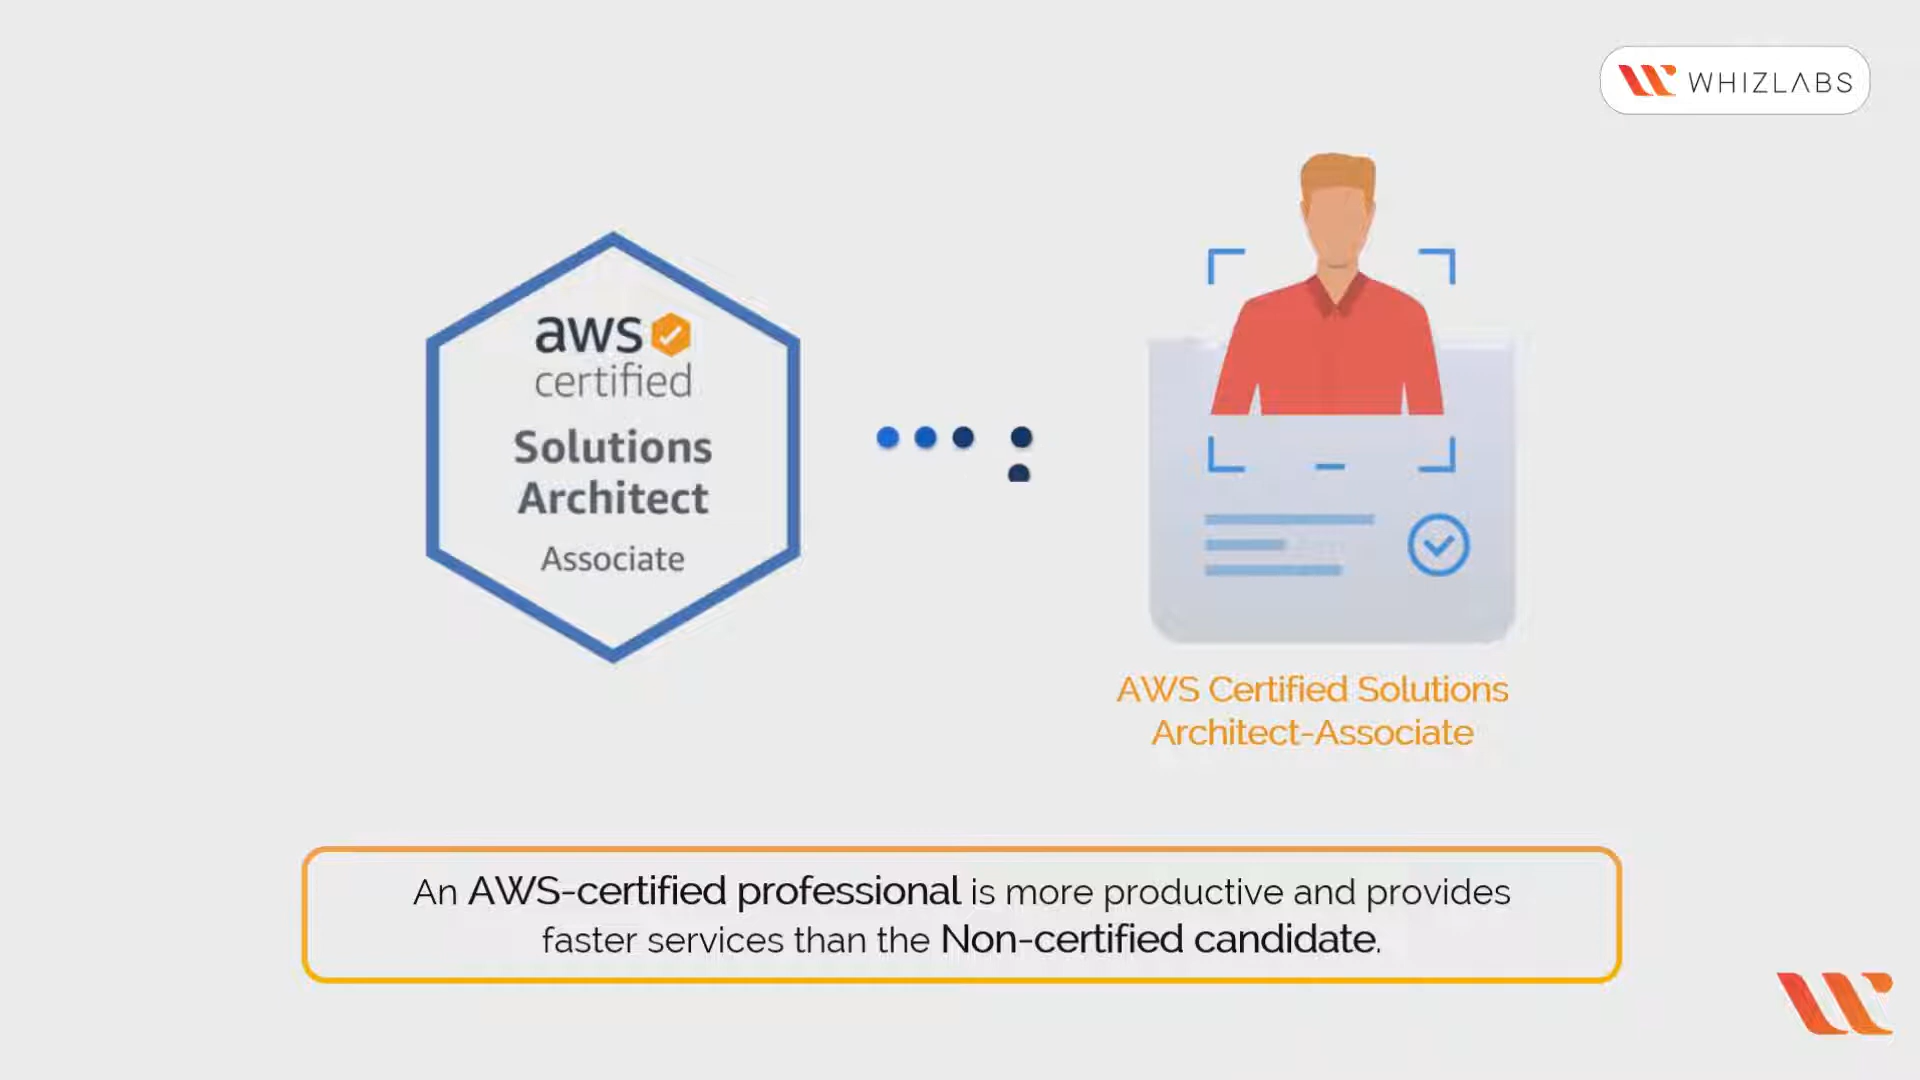 WHIZLABS
aws
certified
Solutions
Architect
Associate
AWS Certified Solutions
Architect-Associate
An AWS-certified professional is more productive and provides
faster services than the Non-certified candidate.